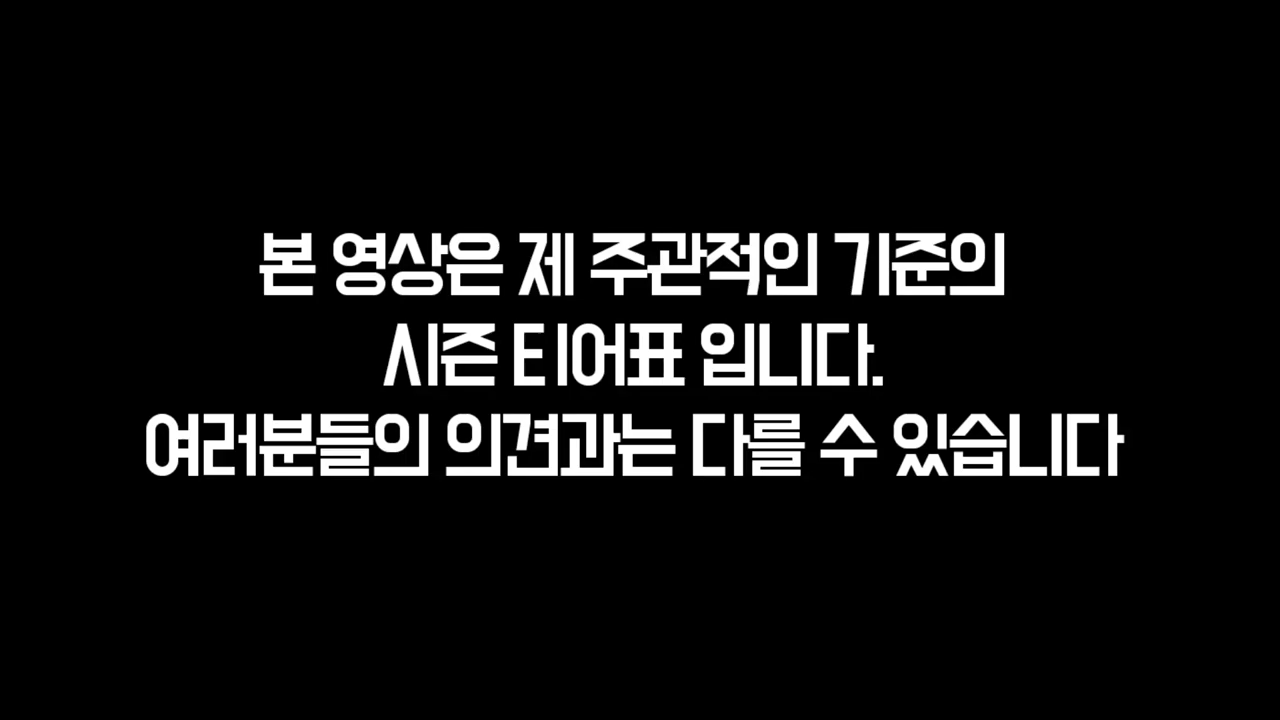 본 영상은 제 주관적인 기준의
시즌 티어표 입니다.
여러분들의 의견과는 다를 수 있습니다